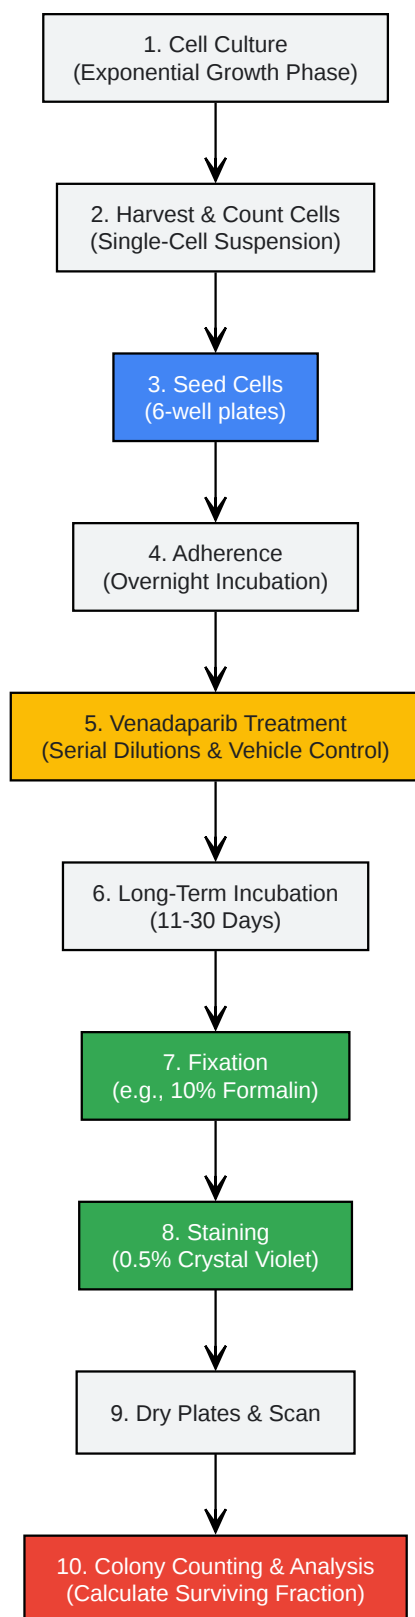 1. Cell Culture
(Exponential Growth Phase)
2. Harvest & Count Cells
(Single-Cell Suspension)
3. Seed Cells
(6-well plates)
4. Adherence
(Overnight Incubation)
5. Venadaparib Treatment
(Serial Dilutions & Vehicle Control)
6. Long-Term Incubation
(11-30 Days)
7. Fixation
(e.g., 10% Formalin)
8. Staining
(0.5% Crystal Violet)
9. Dry Plates & Scan
10. Colony Counting & Analysis
(Calculate Surviving Fraction)